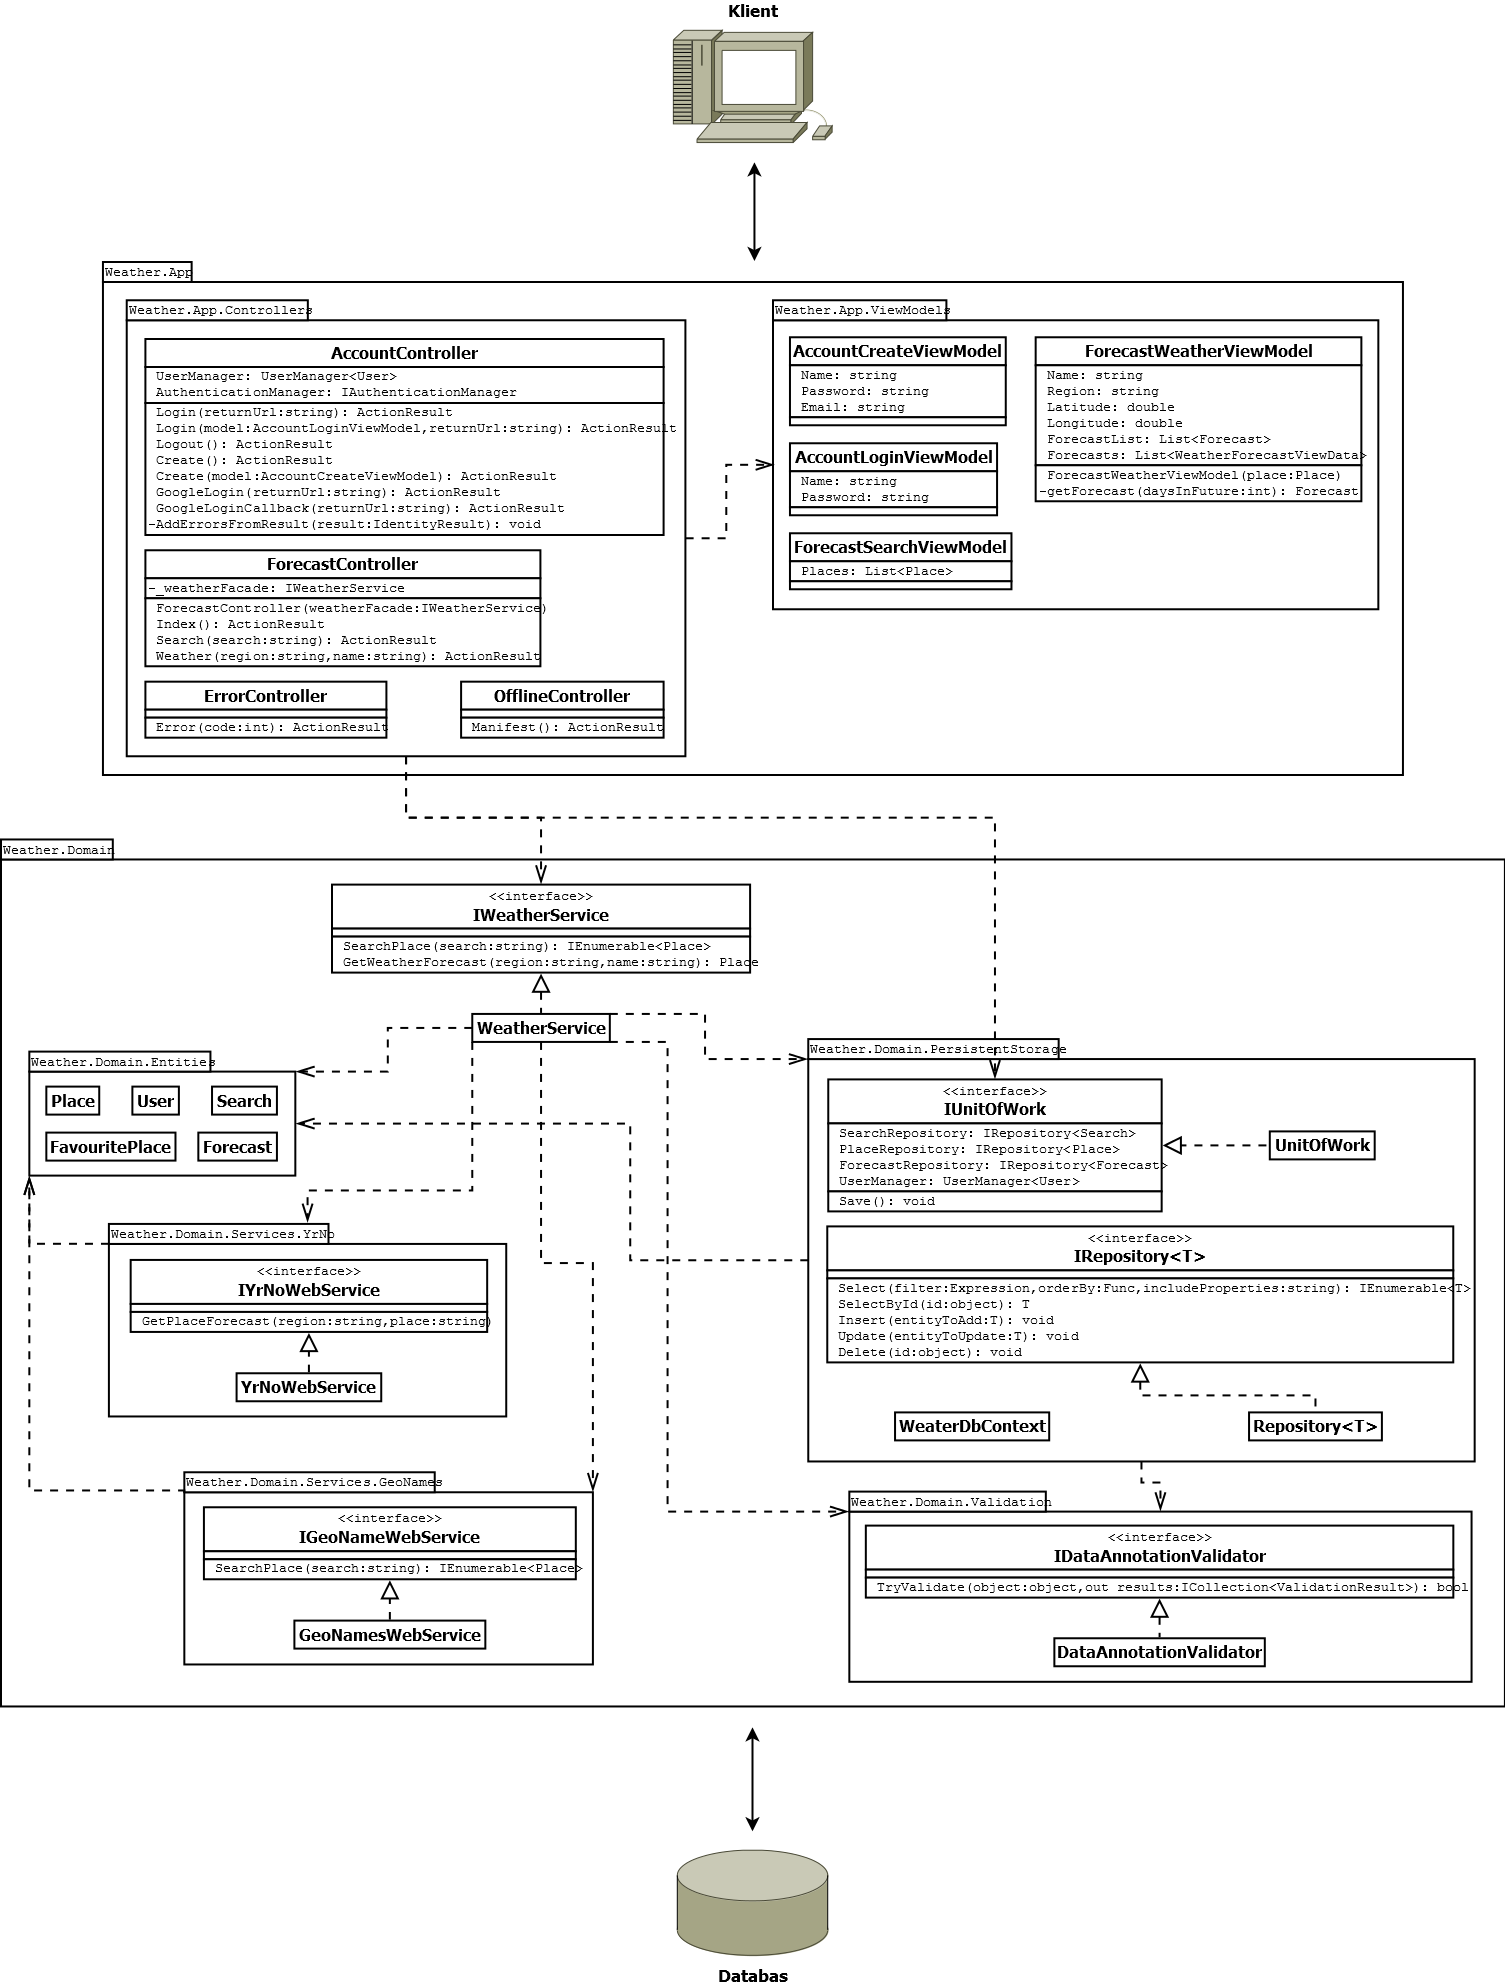 Klient
Weather.App
Weather.App.Controllers
AccountController
UserManager: UserManager<User>
AuthenticationManager: IAuthenticationManager
Login(returnUrl:string): ActionResult
Login(model:AccountLoginViewModel,returnUrl:string): ActionResult
Logout(): ActionResult
Create(): ActionResult
Create(model:AccountCreateViewModel): ActionResult
GoogleLogin(returnUrl:string): ActionResult
GoogleLoginCallback(returnUrl:string): ActionResult
-AddErrorsFromResult(result:IdentityResult): void
ForecastController
-_weatherFacade: IWeatherService
ForecastController(weatherFacade:IWeatherService)
Index(): ActionResult
Search(search:string): ActionResult
Weather(region:string,name:string): ActionResult
ErrorController
Error(code:int): ActionResult
OfflineController
Manifest(): ActionResult
Weather.App.ViewModels
AccountCreateViewModel
Name: string
Password: string
Email: string
AccountLoginViewModel
Name: string
Password: string
ForecastSearchViewModel
Places: List<Place>
ForecastWeatherViewModel
Name: string
Region: string
Latitude: double
Longitude: double
ForecastList: List<Forecast>
Forecasts: List<WeatherForecastViewData>
ForecastWeatherViewModel(place:Place)
-getForecast(daysInFuture:int): Forecast
Weather.Domain
<<interface>>
IWeatherService
SearchPlace(search:string): IEnumerable<Place>
GetWeatherForecast(region:string,name:string): Place
WeatherService
Weather.Domain.Entities
Place
User
Search
FavouritePlace
Forecast
Weather.Domain.PersistentStorage
<<interface>>
IUnitOfWork
SearchRepository: IRepository<Search>
PlaceRepository: IRepository<Place>
ForecastRepository: IRepository<Forecast>
UserManager: UserManager<User>
Save(): void
UnitOfWork
<<interface>>
IRepository<T>
Select(filter:Expression,orderBy:Func,includeProperties:string): IEnumerable<T>
SelectById(id:object): T
Insert(entityToAdd:T): void
Update(entityToUpdate:T): void
Delete(id:object): void
WeaterDbContext
Repository<T>
Weather.Domain.Services.YrNo
<<interface>>
IYrNoWebService
GetPlaceForecast(region:string,place:string)
YrNoWebService
Weather.Domain.Services.GeoNames
<<interface>>
IGeoNameWebService
SearchPlace(search:string): IEnumerable<Place>
GeoNamesWebService
Weather.Domain.Validation
<<interface>>
IDataAnnotationValidator
TryValidate(object:object,out results:ICollection<ValidationResult>): bool
DataAnnotationValidator
Databas